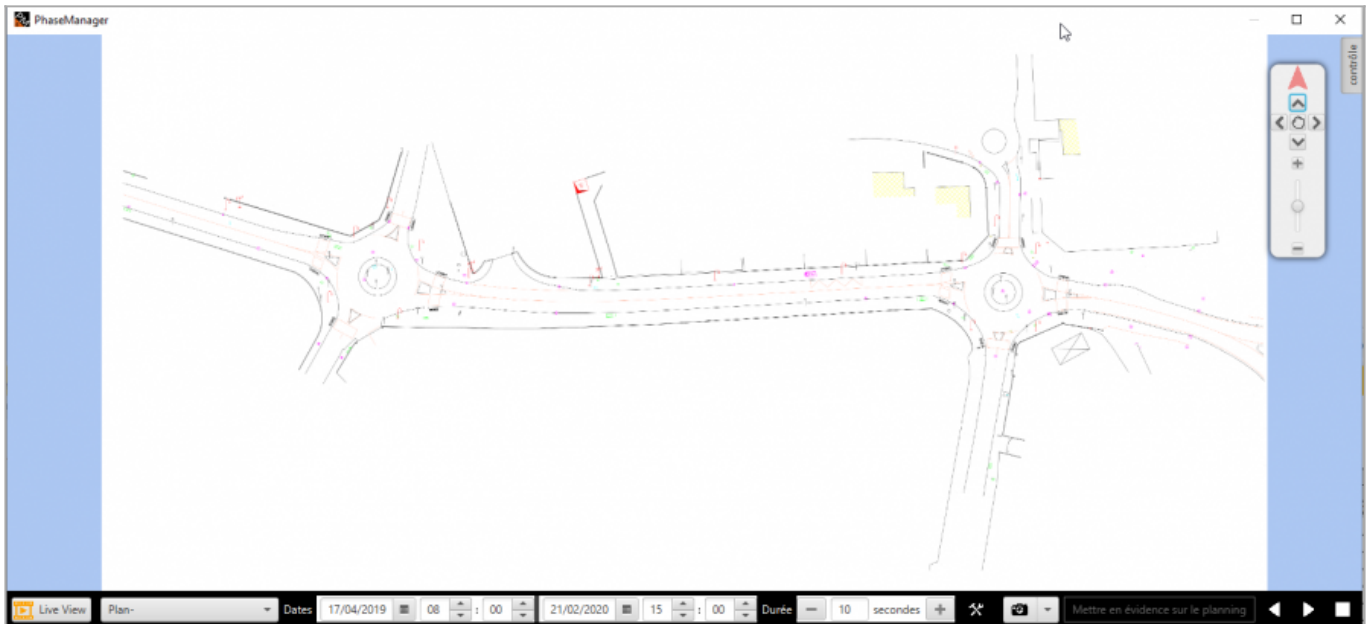 PhaseManager
contrôle
Live View Plan- Dates 17/04/2019 08 : 00 21/02/2020 15 : 00 Durée 10 secondes Mettre en évidence sur le planning